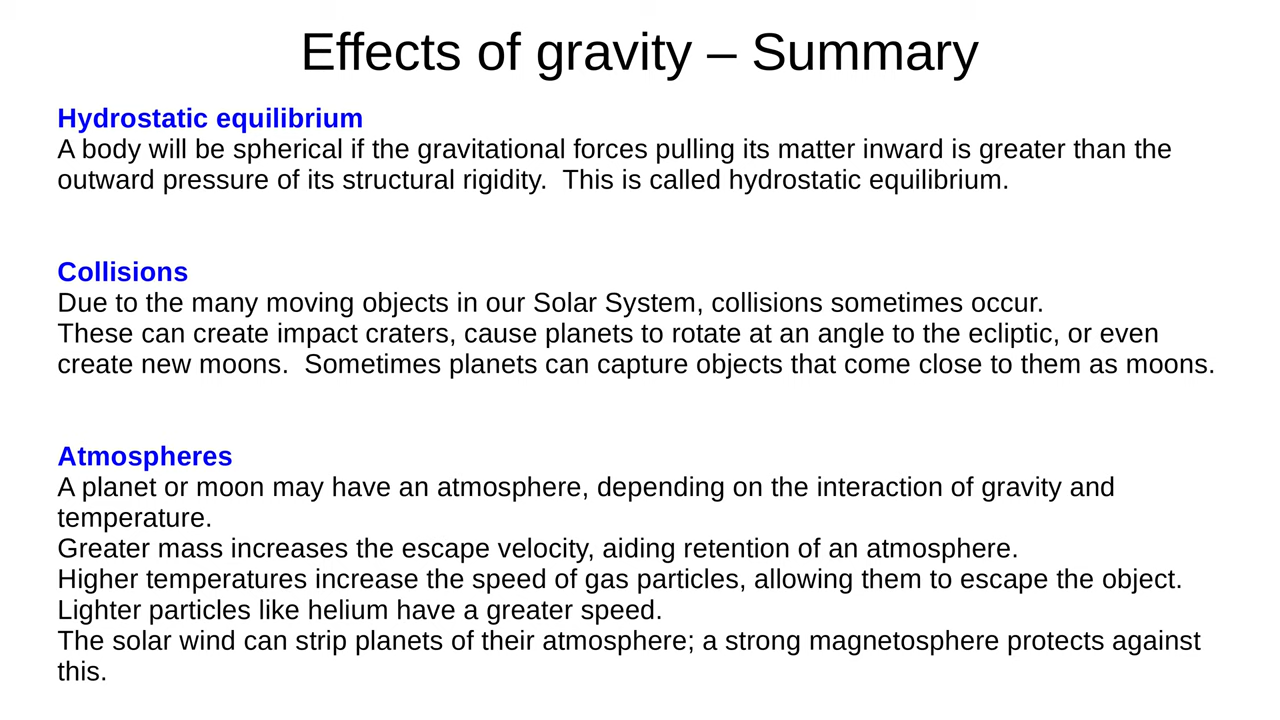 Effects of gravity – Summary
Hydrostatic equilibrium
A body will be spherical if the gravitational forces pulling its matter inward is greater than the
outward pressure of its structural rigidity.  This is called hydrostatic equilibrium.
Collisions
Due to the many moving objects in our Solar System, collisions sometimes occur.
These can create impact craters, cause planets to rotate at an angle to the ecliptic, or even
create new moons.  Sometimes planets can capture objects that come close to them as moons.
Atmospheres
A planet or moon may have an atmosphere, depending on the interaction of gravity and
temperature.
Greater mass increases the escape velocity, aiding retention of an atmosphere.
Higher temperatures increase the speed of gas particles, allowing them to escape the object.
Lighter particles like helium have a greater speed.
The solar wind can strip planets of their atmosphere; a strong magnetosphere protects against
this.